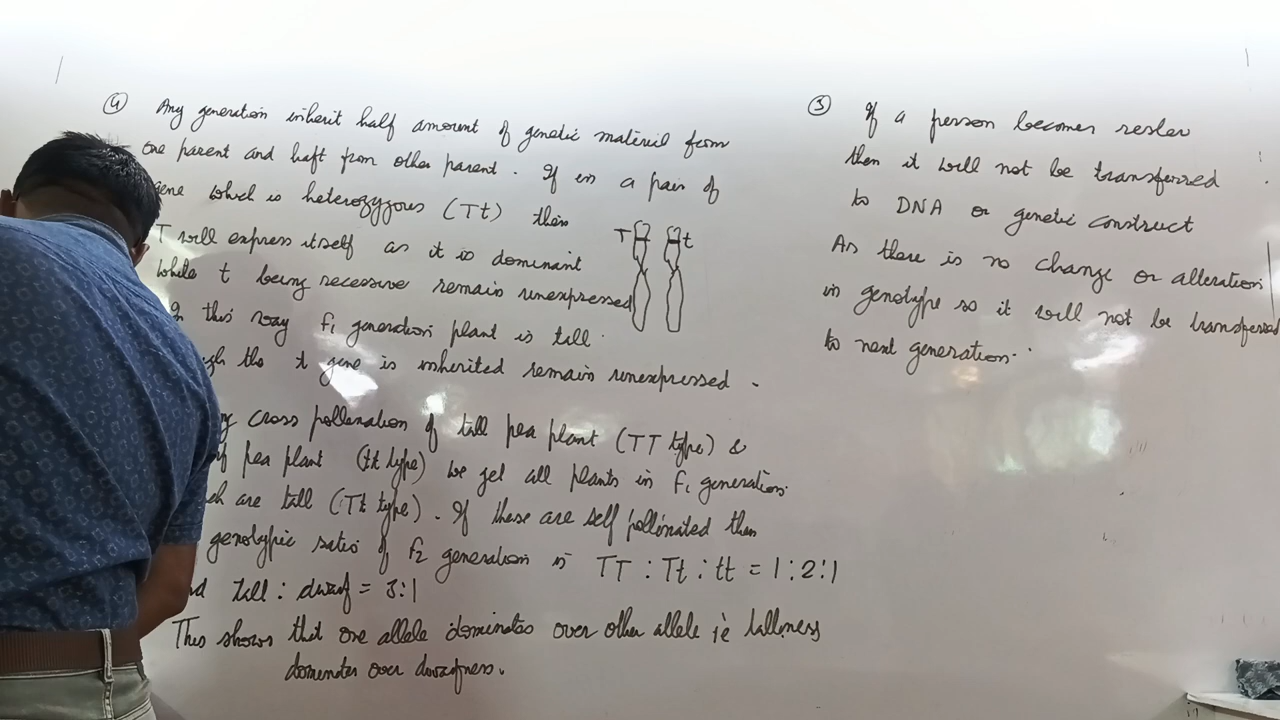 ④ Any generation inherit half amount of genetic material from
one parent and haft from other parent. If in a pair of
gene which is heterozygous (Tt) then
T will express itself as it is dominant
while t being recessive remain unexpressed
In this way F1 generation plant is tall.
the t gene is inherited remain unexpressed.
T t
cross pollenation of tall pea plant (TT type) &
pea plant (tt type) we get all plants in F1 generation
are tall (Tt type). If these are self pollinated then
genotypic ratio of F2 generation is TT : Tt : tt = 1:2:1
tall : dwarf = 3:1
This shows that one allele dominates over other allele ie tallness
dominates over dwarfness.
If a person becomes
then it will not be transferred
to DNA or genetic construct
As there is no change or alleration
in genotype so it will not be transferred
to next generation.